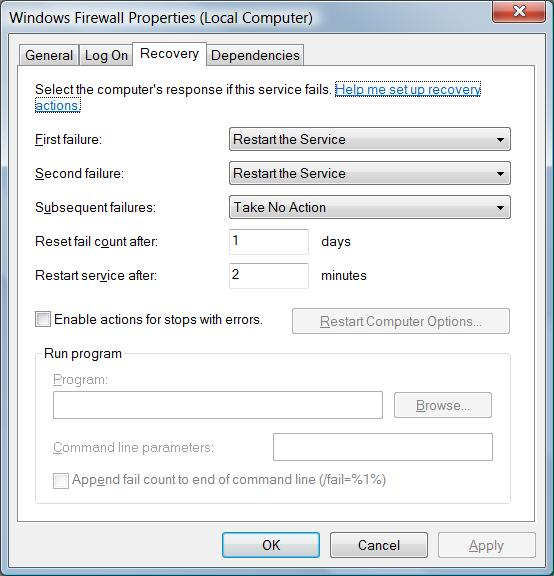 Windows Firewall Properties (Local Computer)
General Log On Recovery Dependencies
Select the computer's response if this service fails. Help me set up recovery
actions.
First failure: Restart the Service
Second failure: Restart the Service
Subsequent failures: Take No Action
Reset fail count after: 1 days
Restart service after: 2 minutes
Enable actions for stops with errors. Restart Computer Options...
Run program
Program:
Browse...
Command line parameters:
Append fail count to end of command line (/fail=%1%)
OK Cancel Apply